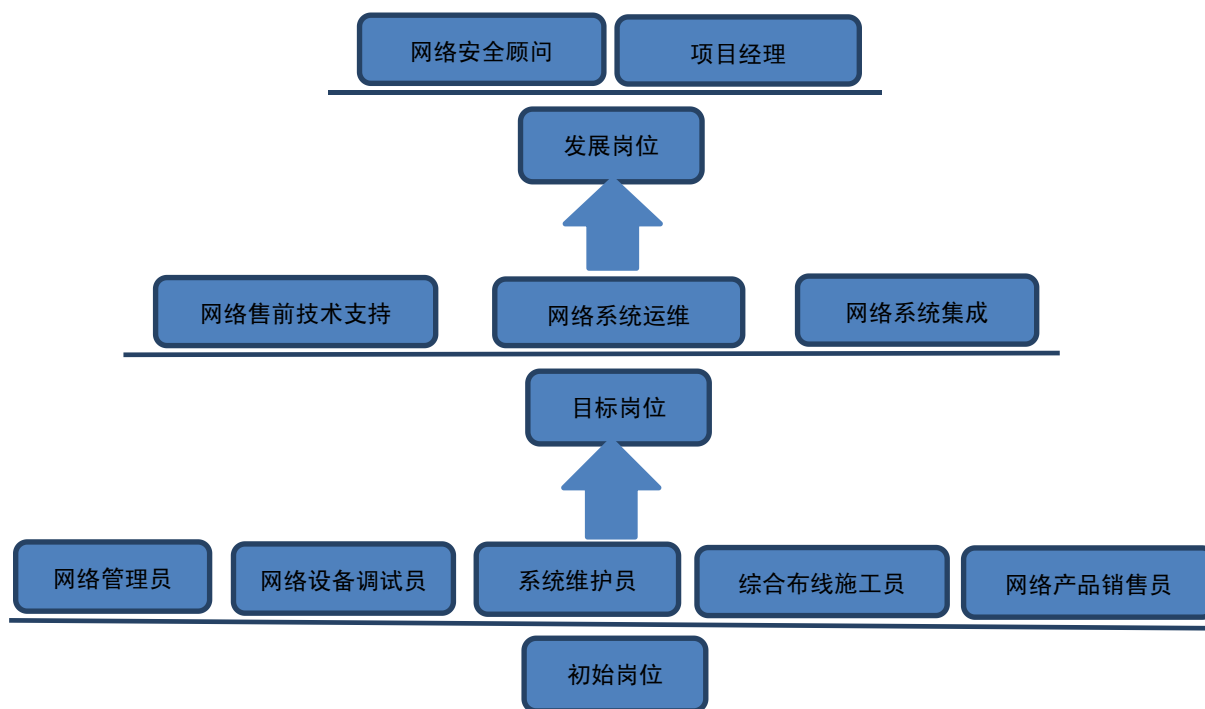 网络安全顾问
项目经理
发展岗位
网络售前技术支持
网络系统运维
网络系统集成
目标岗位
网络管理员
网络设备调试员
系统维护员
综合布线施工员
网络产品销售员
初始岗位